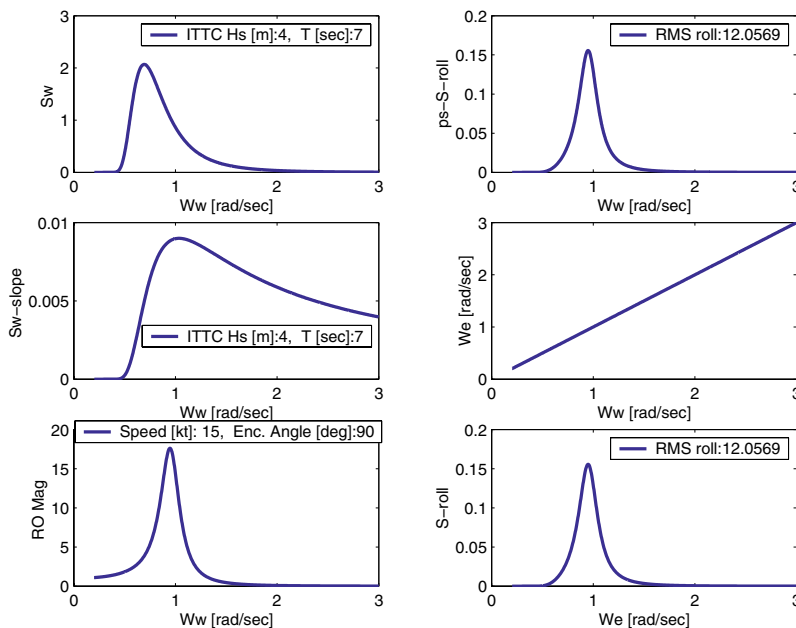 ITTC Hs [m]:4, T [sec]:7
Sw
3
2
1
0
0 1 2 3
Ww [rad/sec]
RMS roll:12.0569
ps-S-roll
0.2
0.15
0.1
0.05
0
0 1 2 3
Ww [rad/sec]
ITTC Hs [m]:4, T [sec]:7
Sw-slope
0.01
0.005
0
0 1 2 3
Ww [rad/sec]
We [rad/sec]
3
2
1
0
0 1 2 3
Ww [rad/sec]
Speed [kt]: 15, Enc. Angle [deg]:90
RO Mag
20
15
10
5
0
0 1 2 3
Ww [rad/sec]
RMS roll:12.0569
S-roll
0.2
0.15
0.1
0.05
0
0 1 2 3
We [rad/sec]